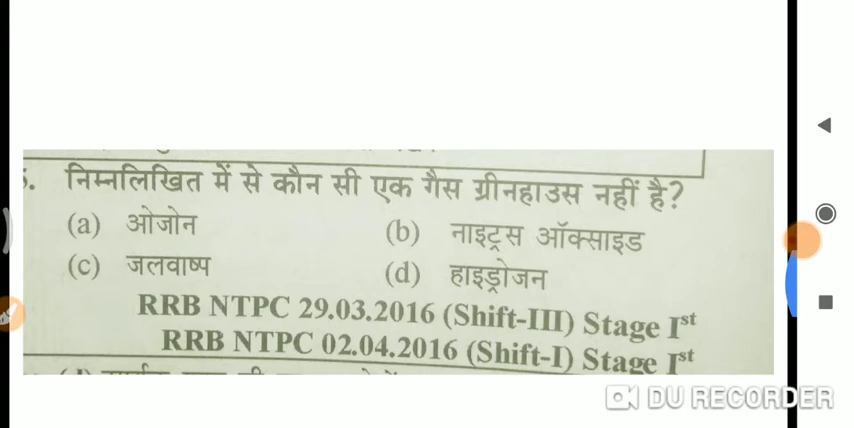 5. निम्नलिखित में से कौन सी एक गैस ग्रीनहाउस नहीं है?
(a) ओजोन (b) नाइट्रस ऑक्साइड
(c) जलवाष्प (d) हाइड्रोजन
RRB NTPC 29.03.2016 (Shift-III) Stage Ist
RRB NTPC 02.04.2016 (Shift-I) Stage Ist
DU RECORDER